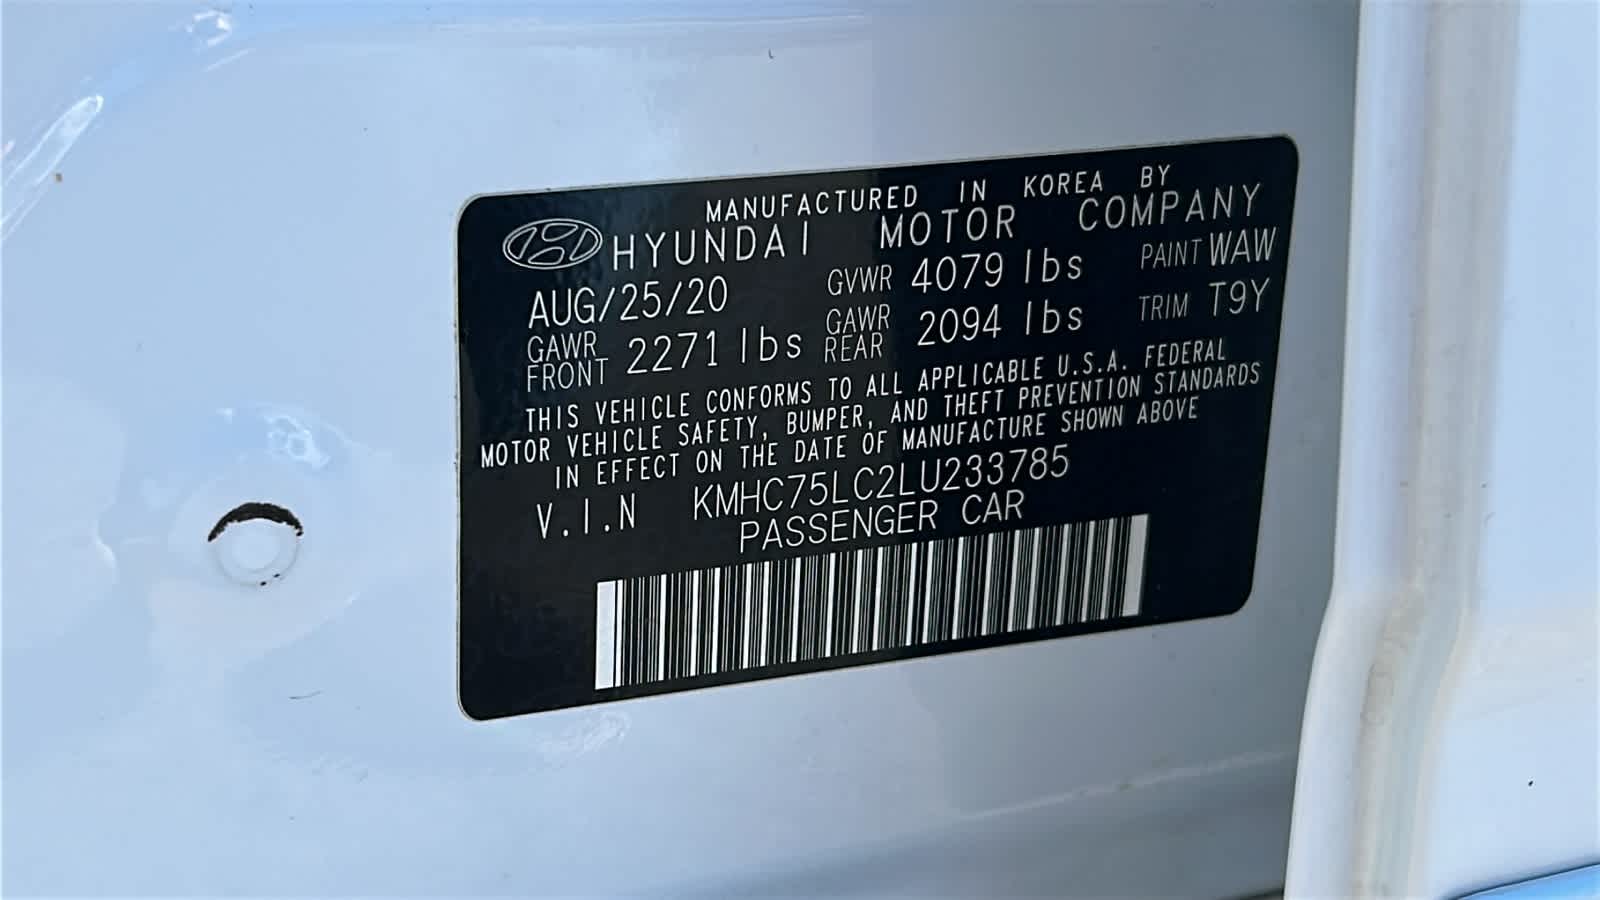 MANUFACTURED IN KOREA BY
HYUNDAI MOTOR COMPANY
AUG/25/20 GVWR 4079 lbs PAINT WAW
GAWR FRONT 2271 lbs GAWR REAR 2094 lbs TRIM T9Y
THIS VEHICLE CONFORMS TO ALL APPLICABLE U.S.A. FEDERAL
MOTOR VEHICLE SAFETY, BUMPER, AND THEFT PREVENTION STANDARDS
IN EFFECT ON THE DATE OF MANUFACTURE SHOWN ABOVE
V.I.N KMHC75LC2LU233785
PASSENGER CAR